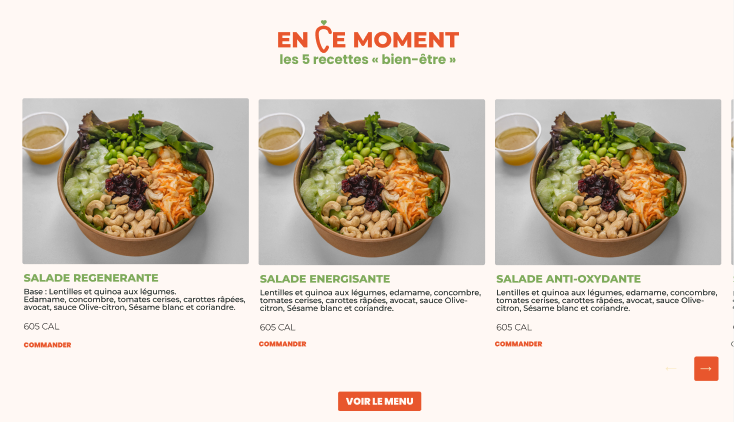 EN CE MOMENT
les 5 recettes « bien-être »
SALADE REGENERANTE
Base : Lentilles et quinoa aux légumes.
Edamame, concombre, tomates cerises, carottes râpées,
avocat, sauce Olive-citron, Sésame blanc et coriandre.
605 CAL
COMMANDER
SALADE ENERGISANTE
Lentilles et quinoa aux légumes, edamame, concombre,
tomates cerises, carottes râpées, avocat, sauce Olive-
citron, Sésame blanc et coriandre.
605 CAL
COMMANDER
SALADE ANTI-OXYDANTE
Lentilles et quinoa aux légumes, edamame, concombre,
tomates cerises, carottes râpées, avocat, sauce Olive-
citron, Sésame blanc et coriandre.
605 CAL
COMMANDER
VOIR LE MENU